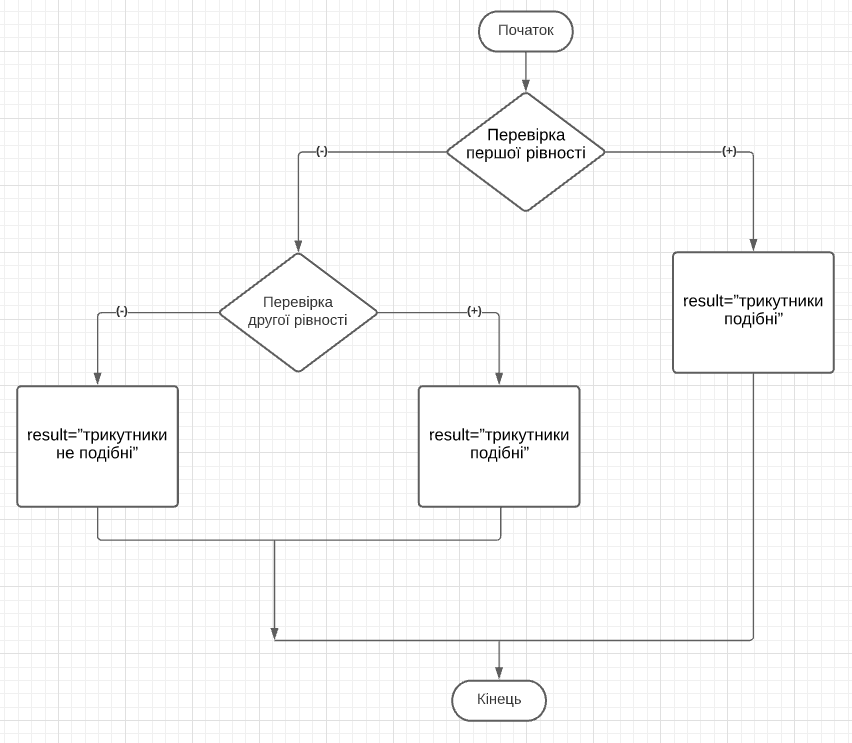 Початок
Перевірка
першої рівності
(-)
(+)
result=”трикутники
подібні”
Перевірка
другої рівності
(-)
(+)
result=”трикутники
не подібні”
result=”трикутники
подібні”
Кінець